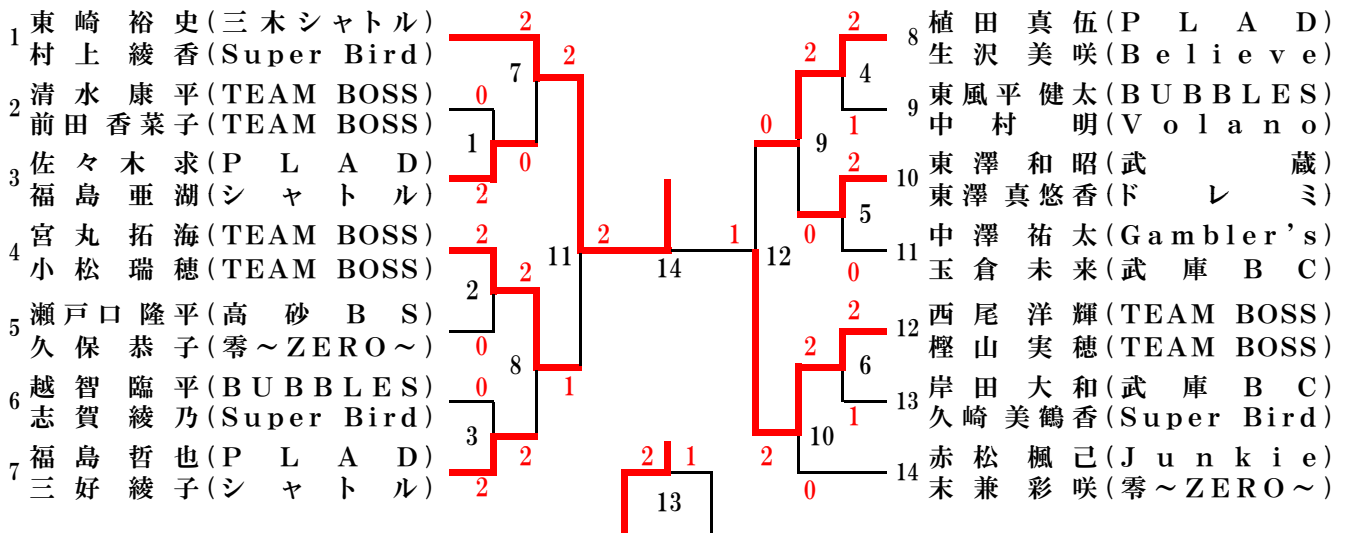 1
東崎裕史(三木シャトル)
村上綾香(Super Bird)
2
清水康平(TEAM BOSS)
前田香菜子(TEAM BOSS)
3
佐々木求(PLAD)
福島亜湖(シャトル)
4
宮丸拓海(TEAM BOSS)
小松瑞穂(TEAM BOSS)
5
瀬戸口隆平(高砂BS)
久保恭子(零~ZERO~)
6
越智臨平(BUBBLES)
志賀綾乃(Super Bird)
7
福島哲也(PLAD)
三好綾子(シャトル)
2
7
2
0
1
0
2
2
2
2
0
8
0
3
2
2
11
1
2
14
1
2
1
13
0
12
2
2
9
0
2
10
0
2
4
1
2
5
0
2
6
1
8
植田真伍(PLAD)
生沢美咲(Believe)
9
東風平健太(BUBBLES)
中村明(Volano)
10
東澤和昭(武蔵)
東澤真悠香(ドレミ)
11
中澤祐太(Gambler's)
玉倉未来(武庫BC)
12
西尾洋輝(TEAM BOSS)
樫山実穂(TEAM BOSS)
13
岸田大和(武庫BC)
久崎美鶴香(Super Bird)
14
赤松楓己(Junkie)
末兼彩咲(零~ZERO~)